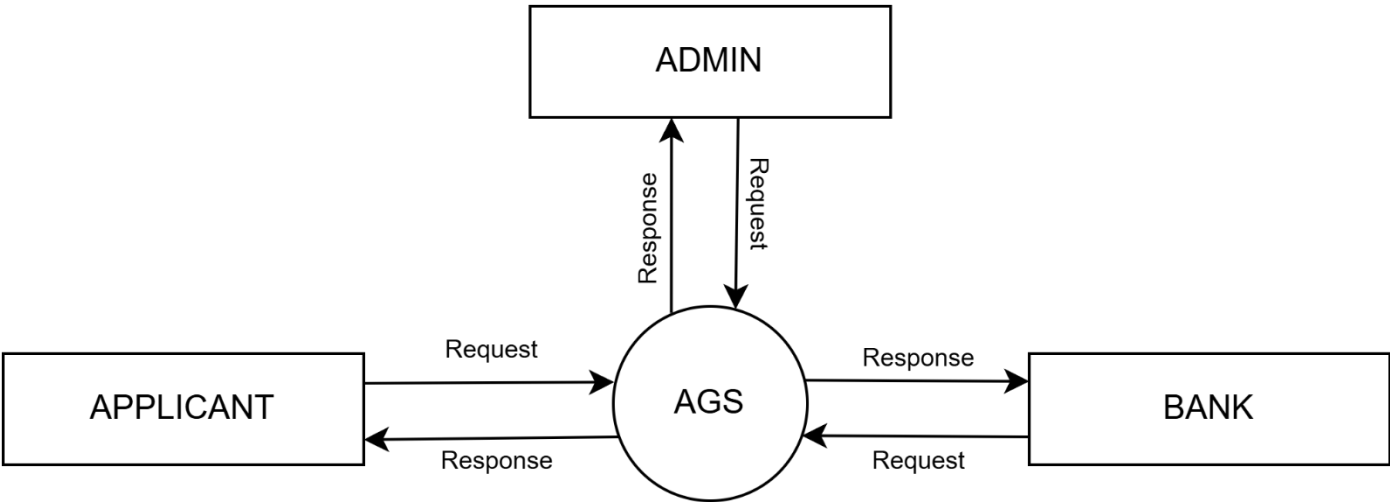 ADMIN
Response
Request
Request
Response
APPLICANT
AGS
BANK
Response
Request